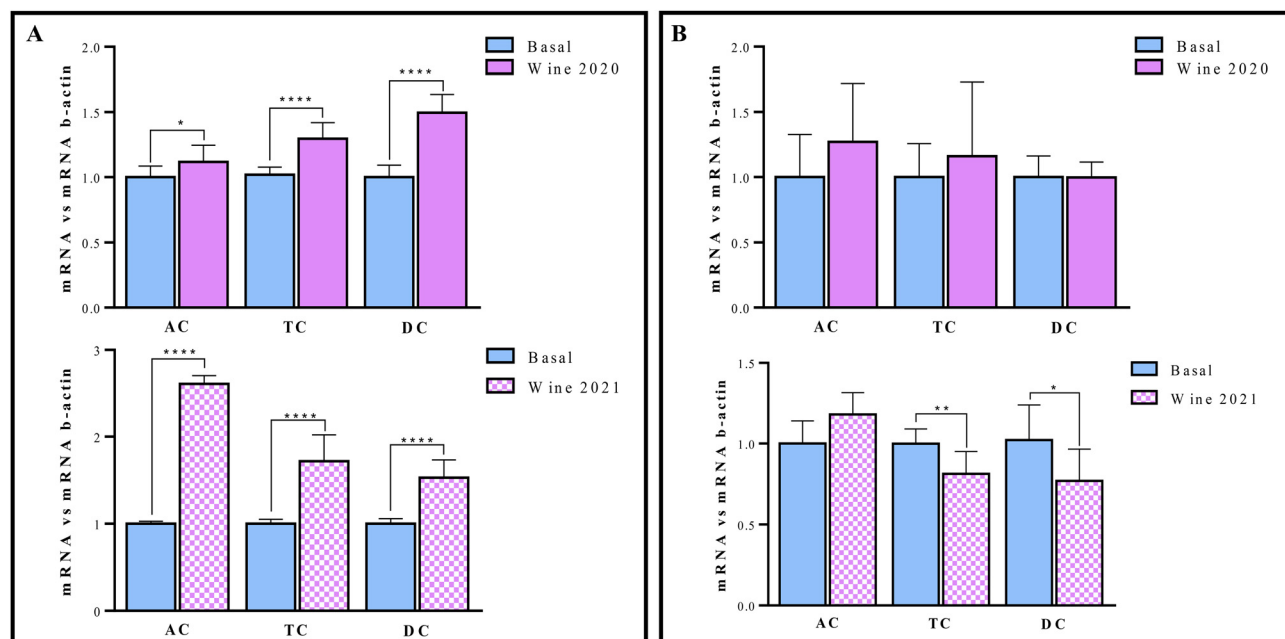 A
mRNA vs mRNA b-actin
2.0
1.5
1.0
0.5
0.0
*
****
****
AC
TC
DC
Basal
Wine 2020
mRNA vs mRNA b-actin
3
2
1
0
****
****
****
AC
TC
DC
Basal
Wine 2021
B
mRNA vs mRNA b-actin
2.0
1.5
1.0
0.5
0.0
AC
TC
DC
Basal
Wine 2020
mRNA vs mRNA b-actin
1.5
1.0
0.5
0.0
**
*
AC
TC
DC
Basal
Wine 2021